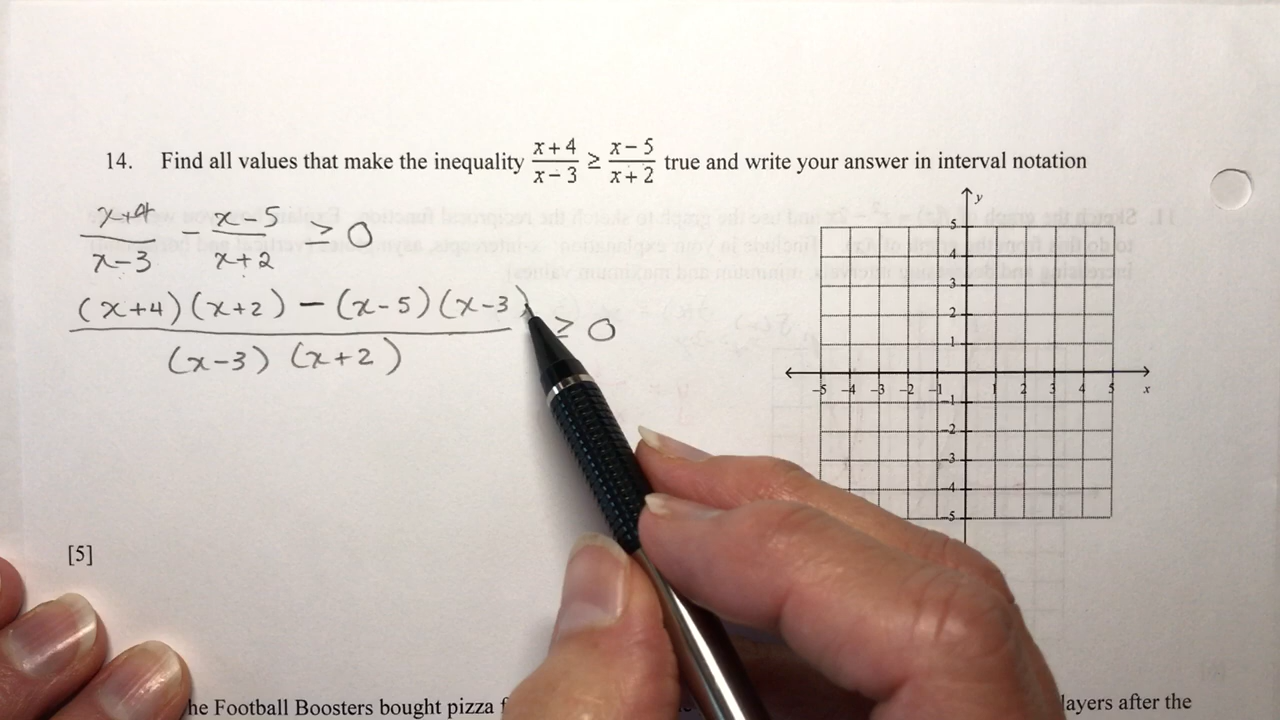 14. Find all values that make the inequality (x+4)/(x−3) ≥ (x−5)/(x+2) true and write your answer in interval notation
(x+4)/(x−3) − (x−5)/(x+2) ≥ 0
((x+4)(x+2) − (x−5)(x−3))/((x−3)(x+2)) ≥ 0
y
5
4
3
2
1
−5 −4 −3 −2 −1 1 2 3 4 5 x
−1
−2
−3
−4
−5
[5]
he Football Boosters bought pizza layers after the